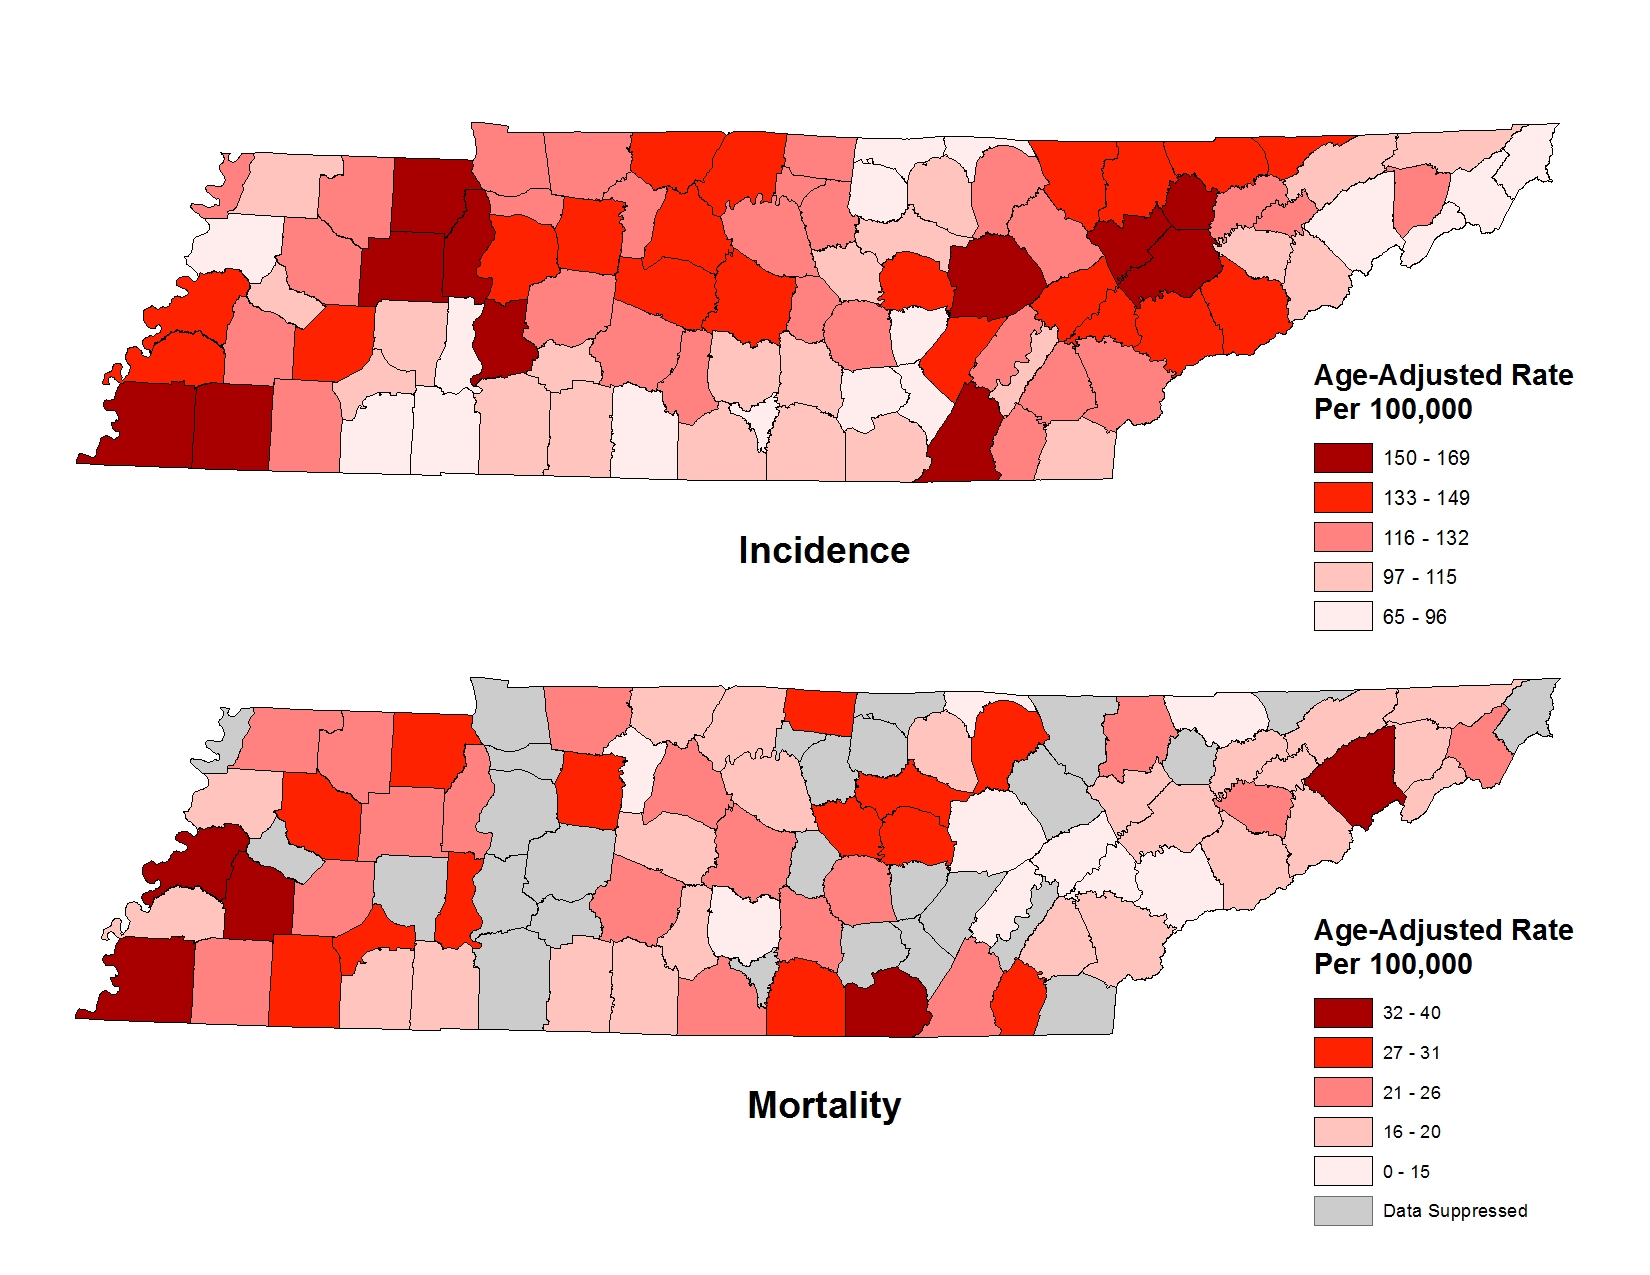 Age-Adjusted Rate
Per 100,000
150 - 169
133 - 149
116 - 132
97 - 115
65 - 96
Incidence
Age-Adjusted Rate
Per 100,000
32 - 40
27 - 31
21 - 26
16 - 20
0 - 15
Data Suppressed
Mortality